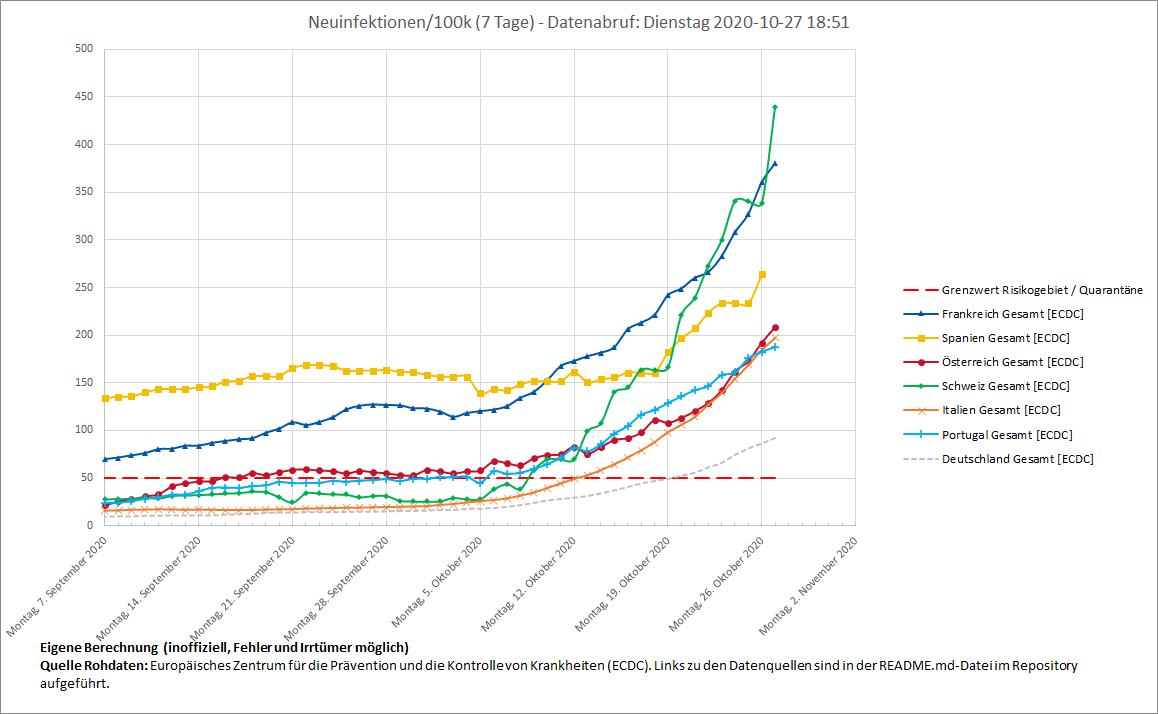 Neuinfektionen/100k (7 Tage) - Datenabruf: Dienstag 2020-10-27 18:51
500
450
400
350
300
250
200
150
100
50
0
Montag, 7. September 2020
Montag, 14. September 2020
Montag, 21. September 2020
Montag, 28. September 2020
Montag, 5. Oktober 2020
Montag, 12. Oktober 2020
Montag, 19. Oktober 2020
Montag, 26. Oktober 2020
Montag, 2. November 2020
Grenzwert Risikogebiet / Quarantäne
Frankreich Gesamt [ECDC]
Spanien Gesamt [ECDC]
Österreich Gesamt [ECDC]
Schweiz Gesamt [ECDC]
Italien Gesamt [ECDC]
Portugal Gesamt [ECDC]
Deutschland Gesamt [ECDC]
Eigene Berechnung (inoffiziell, Fehler und Irrtümer möglich)
Quelle Rohdaten: Europäisches Zentrum für die Prävention und die Kontrolle von Krankheiten (ECDC). Links zu den Datenquellen sind in der README.md-Datei im Repository
aufgeführt.